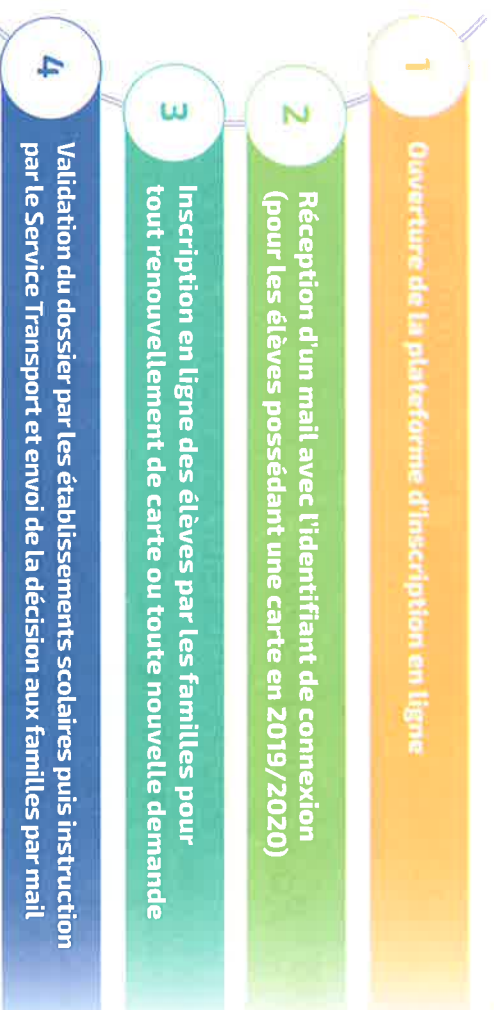 1
Ouverture de la plateforme d'inscription en ligne
2
Réception d'un mail avec l'identifiant de connexion
(pour les élèves possédant une carte en 2019/2020)
3
Inscription en ligne des élèves par les familles pour
tout renouvellement de carte ou toute nouvelle demande
4
Validation du dossier par les établissements scolaires puis instruction
par le Service Transport et envoi de la décision aux familles par mail